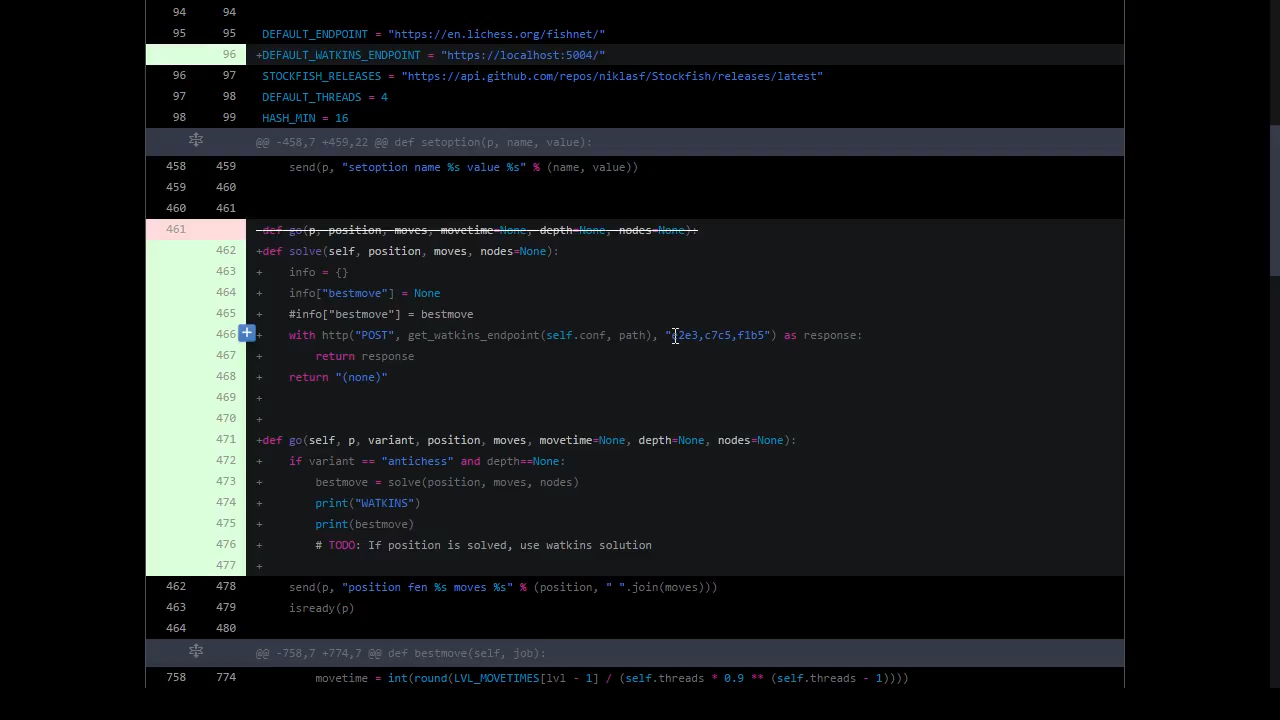 94 94
95 95 DEFAULT_ENDPOINT = "https://en.lichess.org/fishnet/"
96 +DEFAULT_WATKINS_ENDPOINT = "https://localhost:5004/"
96 97 STOCKFISH_RELEASES = "https://api.github.com/repos/niklasf/Stockfish/releases/latest"
97 98 DEFAULT_THREADS = 4
98 99 HASH_MIN = 16
@@ -458,7 +459,22 @@ def setoption(p, name, value):
458 459 send(p, "setoption name %s value %s" % (name, value))
459 460
460 461
461 -def go(p, position, moves, movetime=None, depth=None, nodes=None):
462 +def solve(self, position, moves, nodes=None):
463 + info = {}
464 + info["bestmove"] = None
465 + #info["bestmove"] = bestmove
466 + with http("POST", get_watkins_endpoint(self.conf, path), "e2e3,c7c5,f1b5") as response:
467 + return response
468 + return "(none)"
469 +
470 +
471 +def go(self, p, variant, position, moves, movetime=None, depth=None, nodes=None):
472 + if variant == "antichess" and depth==None:
473 + bestmove = solve(position, moves, nodes)
474 + print("WATKINS")
475 + print(bestmove)
476 + # TODO: If position is solved, use watkins solution
477 +
462 478 send(p, "position fen %s moves %s" % (position, " ".join(moves)))
463 479 isready(p)
464 480
@@ -758,7 +774,7 @@ def bestmove(self, job):
758 774 movetime = int(round(LVL_MOVETIMES[lvl - 1] / (self.threads * 0.9 ** (self.threads - 1))))